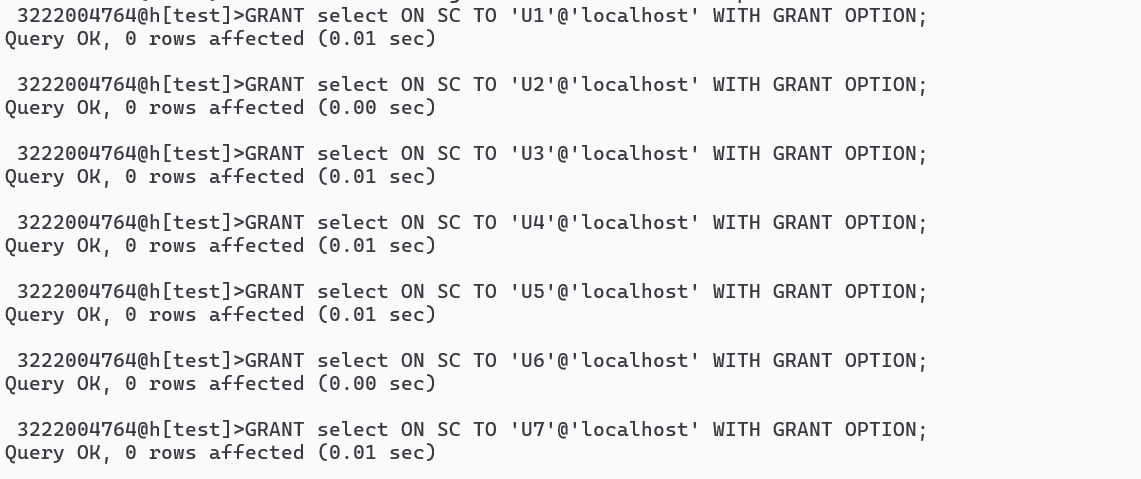 3222004764@h[test]>GRANT select ON SC TO 'U1'@'localhost' WITH GRANT OPTION;
Query OK, 0 rows affected (0.01 sec)
3222004764@h[test]>GRANT select ON SC TO 'U2'@'localhost' WITH GRANT OPTION;
Query OK, 0 rows affected (0.00 sec)
3222004764@h[test]>GRANT select ON SC TO 'U3'@'localhost' WITH GRANT OPTION;
Query OK, 0 rows affected (0.01 sec)
3222004764@h[test]>GRANT select ON SC TO 'U4'@'localhost' WITH GRANT OPTION;
Query OK, 0 rows affected (0.01 sec)
3222004764@h[test]>GRANT select ON SC TO 'U5'@'localhost' WITH GRANT OPTION;
Query OK, 0 rows affected (0.01 sec)
3222004764@h[test]>GRANT select ON SC TO 'U6'@'localhost' WITH GRANT OPTION;
Query OK, 0 rows affected (0.00 sec)
3222004764@h[test]>GRANT select ON SC TO 'U7'@'localhost' WITH GRANT OPTION;
Query OK, 0 rows affected (0.01 sec)